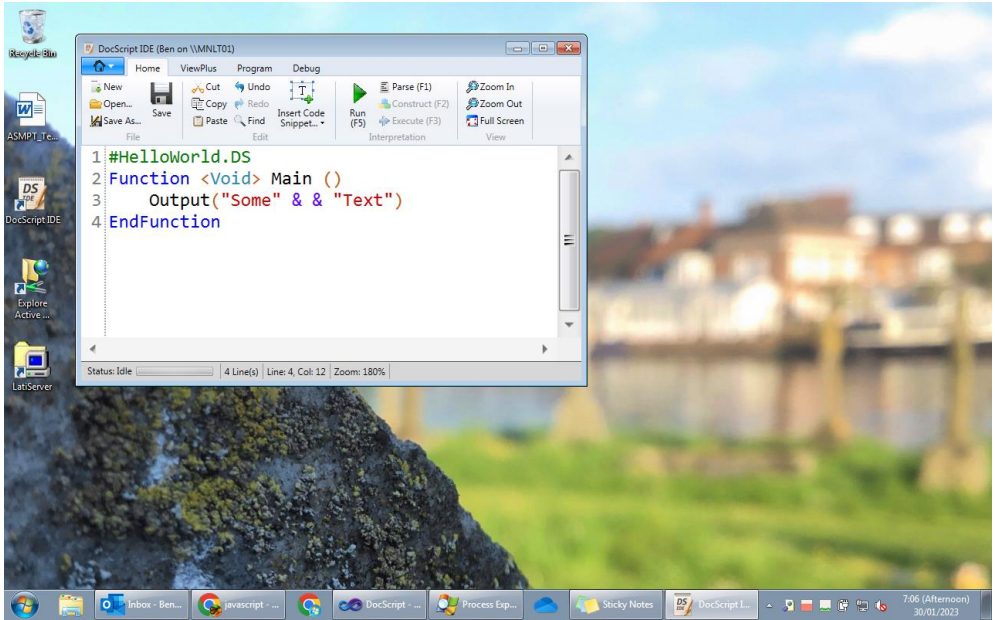 Recycle Bin
ASMPT_Te...
DocScript IDE
Explore
Active ...
LatiServer
DocScript IDE (Ben on \\MNLT01)
Home ViewPlus Program Debug
New
Open...
Save As...
Save
File
Cut
Copy
Paste
Undo
Redo
Find
Insert Code
Snippet...
Edit
Run
(F5)
Parse (F1)
Construct (F2)
Execute (F3)
Interpretation
Zoom In
Zoom Out
Full Screen
View
1 #HelloWorld.DS
2 Function <Void> Main ()
3 Output("Some" & & "Text")
4 EndFunction
Status: Idle 4 Line(s) Line: 4, Col: 12 Zoom: 180%
Inbox - Ben... javascript - ... DocScript - ... Process Exp... Sticky Notes DocScript I...
7:06 (Afternoon)
30/01/2023